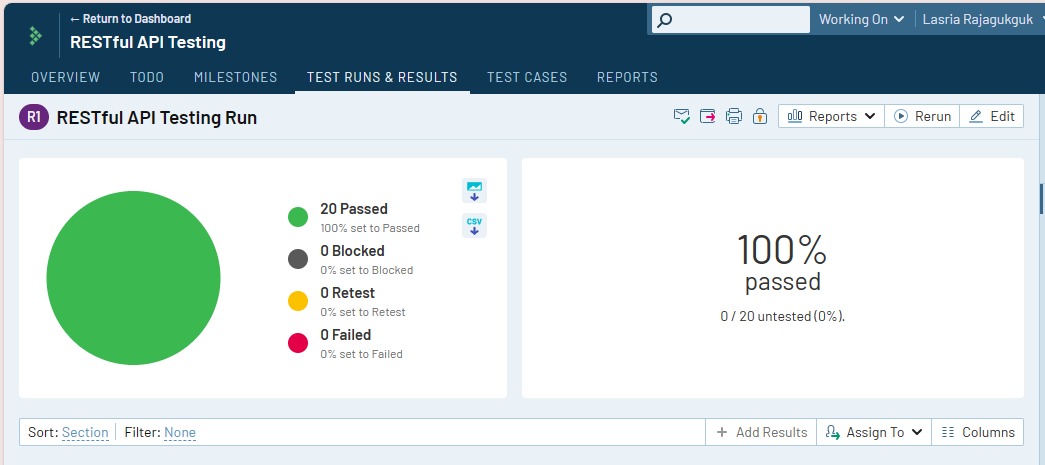 ← Return to Dashboard
RESTful API Testing
Working On
Lasria Rajagukguk
OVERVIEW TODO MILESTONES TEST RUNS & RESULTS TEST CASES REPORTS
R1 RESTful API Testing Run
Reports Rerun Edit
20 Passed
100% set to Passed
0 Blocked
0% set to Blocked
0 Retest
0% set to Retest
0 Failed
0% set to Failed
CSV
100%
passed
0 / 20 untested (0%).
Sort: Section Filter: None
+ Add Results Assign To Columns